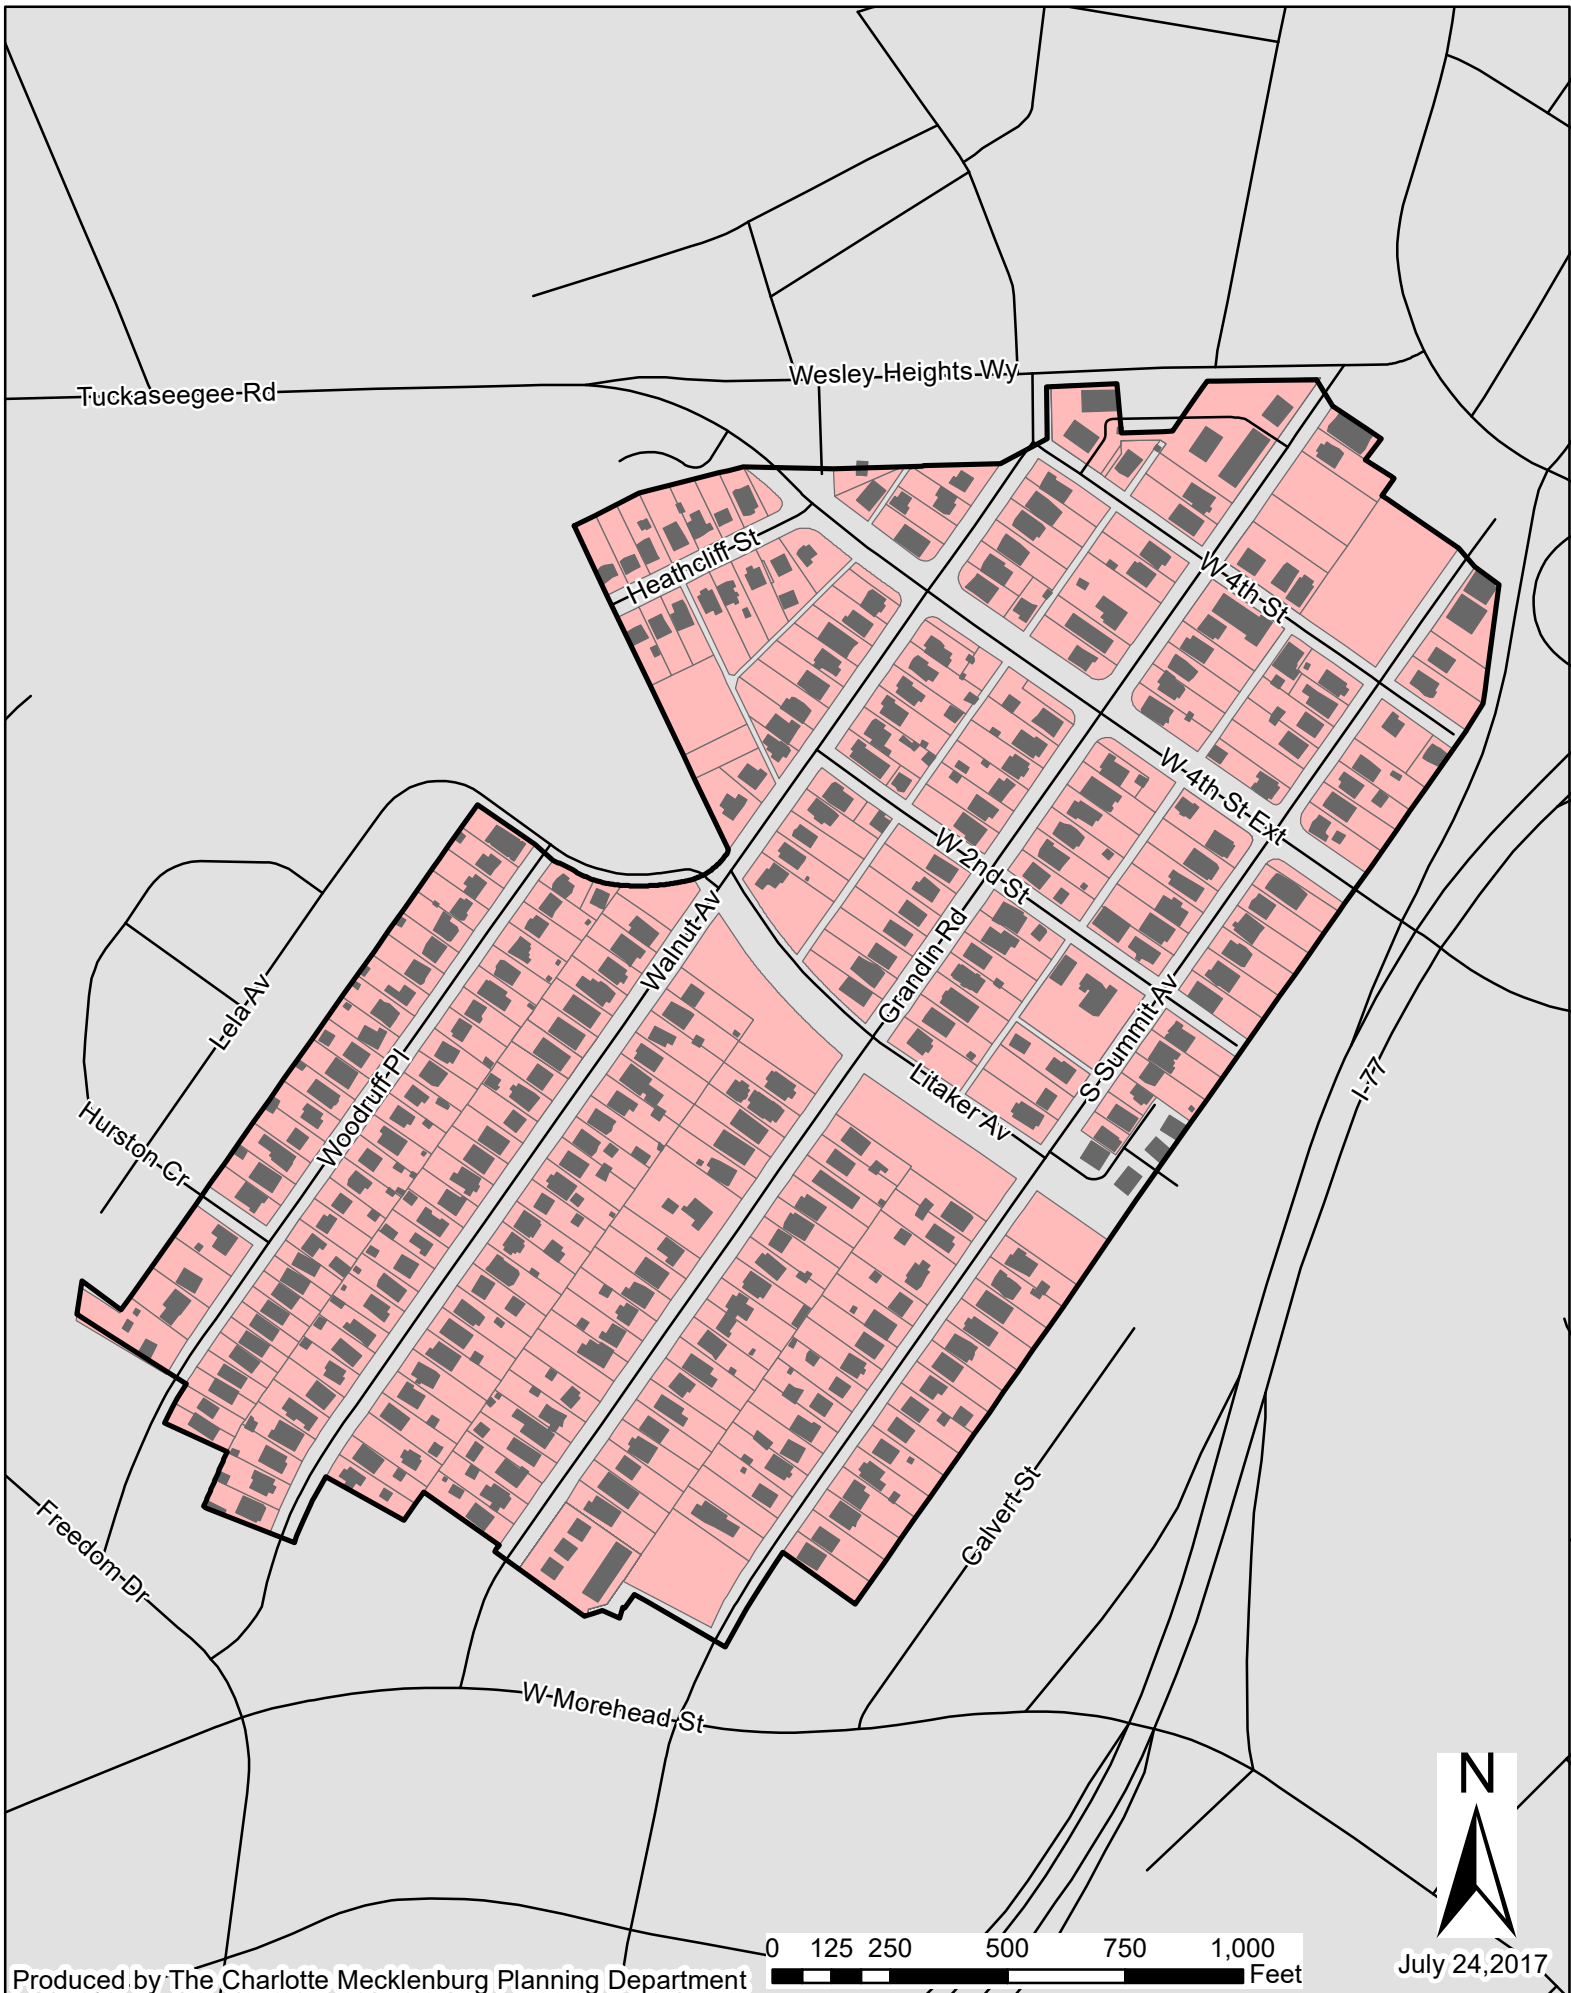 Wesley Heights Wy
Tuckaseegee Rd
Heathcliff St
W 4th St
W 4th St Ext
W 2nd St
Walnut Av
Grandin Rd
Lela Av
S Summit Av
Woodruff Pl
Litaker Av
I-77
Hurston Cr
Calvert St
Freedom Dr
W Morehead St
N
0 125 250 500 750 1,000
Feet
July 24,2017
Produced by The Charlotte Mecklenburg Planning Department